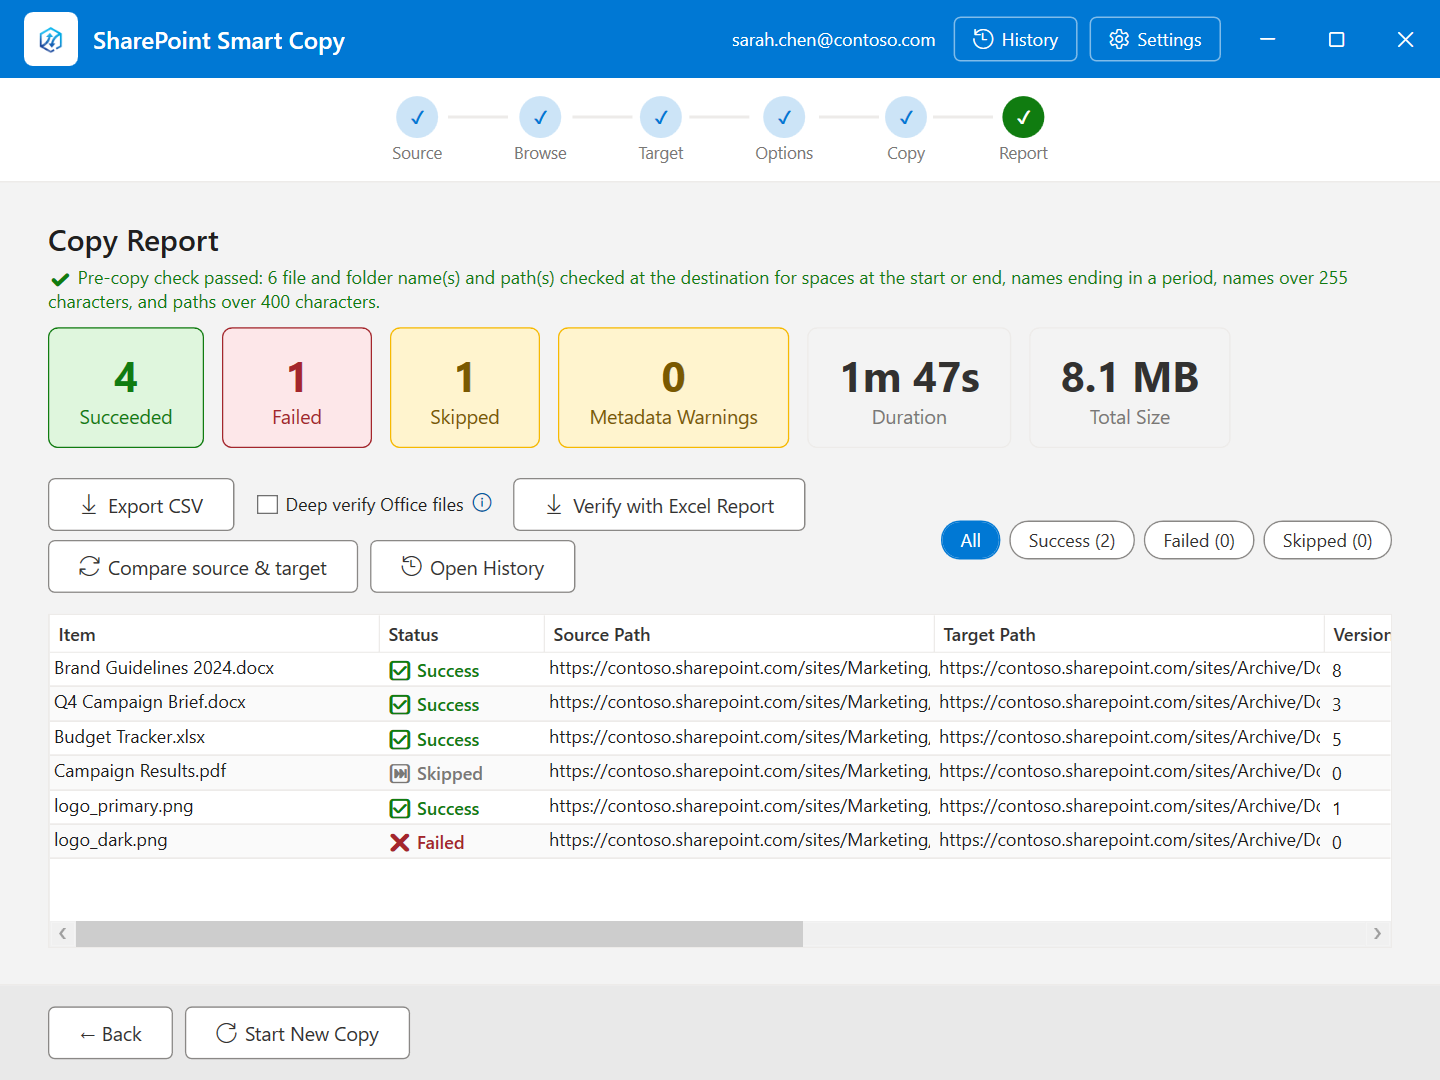 SharePoint Smart Copy
sarah.chen@contoso.com
History
Settings
Source
Browse
Target
Options
Copy
Report
Copy Report
Pre-copy check passed: 6 file and folder name(s) and path(s) checked at the destination for spaces at the start or end, names ending in a period, names over 255
characters, and paths over 400 characters.
4
Succeeded
1
Failed
1
Skipped
0
Metadata Warnings
1m 47s
Duration
8.1 MB
Total Size
Export CSV
Deep verify Office files
Verify with Excel Report
Compare source & target
Open History
All
Success (2)
Failed (0)
Skipped (0)
Item Status Source Path Target Path Version
Brand Guidelines 2024.docx Success https://contoso.sharepoint.com/sites/Marketing, https://contoso.sharepoint.com/sites/Archive/Dc 8
Q4 Campaign Brief.docx Success https://contoso.sharepoint.com/sites/Marketing, https://contoso.sharepoint.com/sites/Archive/Dc 3
Budget Tracker.xlsx Success https://contoso.sharepoint.com/sites/Marketing, https://contoso.sharepoint.com/sites/Archive/Dc 5
Campaign Results.pdf Skipped https://contoso.sharepoint.com/sites/Marketing, https://contoso.sharepoint.com/sites/Archive/Dc 0
logo_primary.png Success https://contoso.sharepoint.com/sites/Marketing, https://contoso.sharepoint.com/sites/Archive/Dc 1
logo_dark.png Failed https://contoso.sharepoint.com/sites/Marketing, https://contoso.sharepoint.com/sites/Archive/Dc 0
← Back
Start New Copy